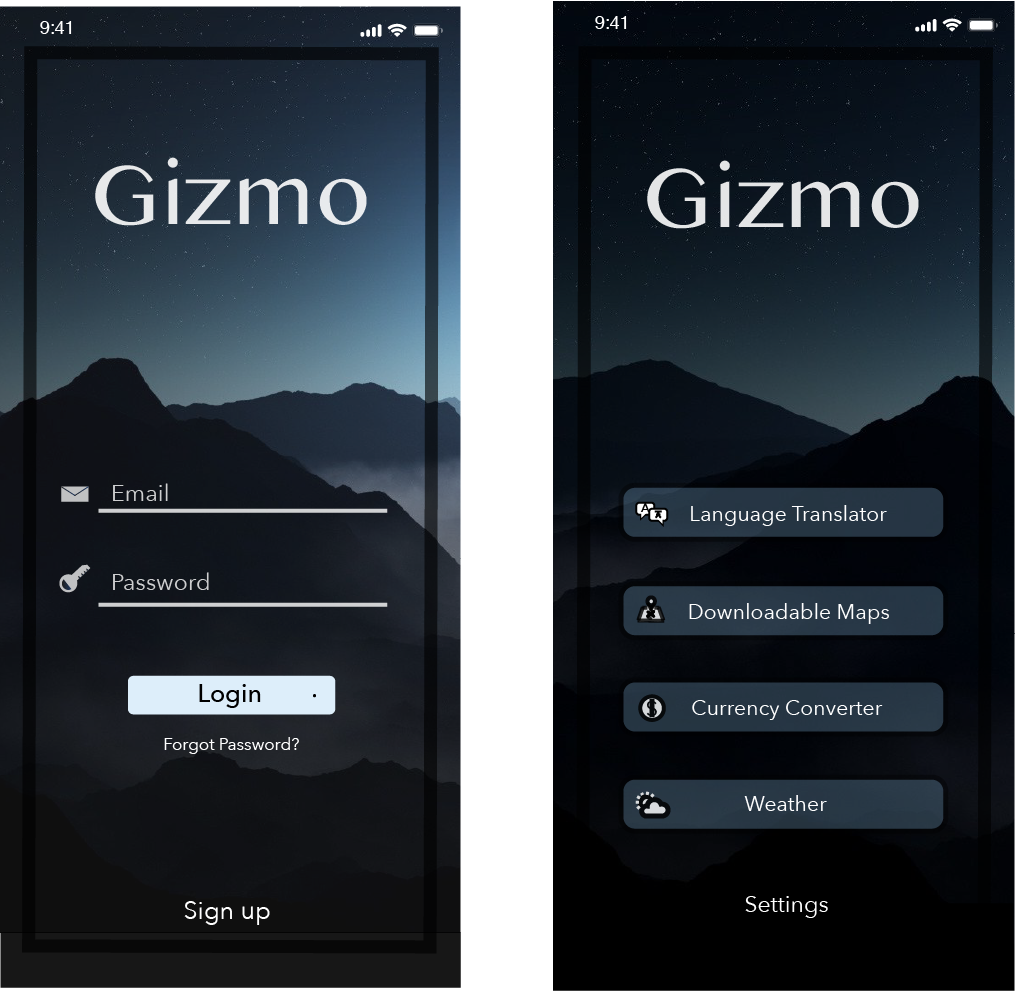 9:41
Gizmo
Email
Password
Login
Forgot Password?
Sign up
9:41
Gizmo
Language Translator
Downloadable Maps
Currency Converter
Weather
Settings